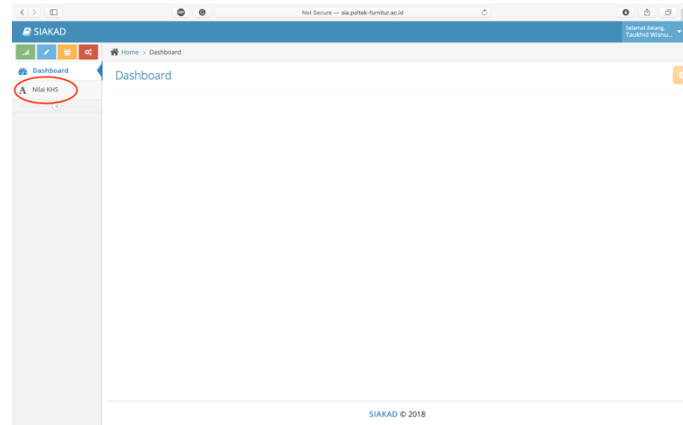 Not Secure — sia.poltek-furnitur.ac.id
SIAKAD
Selamat datang,
Taukhid Wisnu...
Home > Dashboard
Dashboard
Dashboard
A Nilai KHS
SIAKAD © 2018